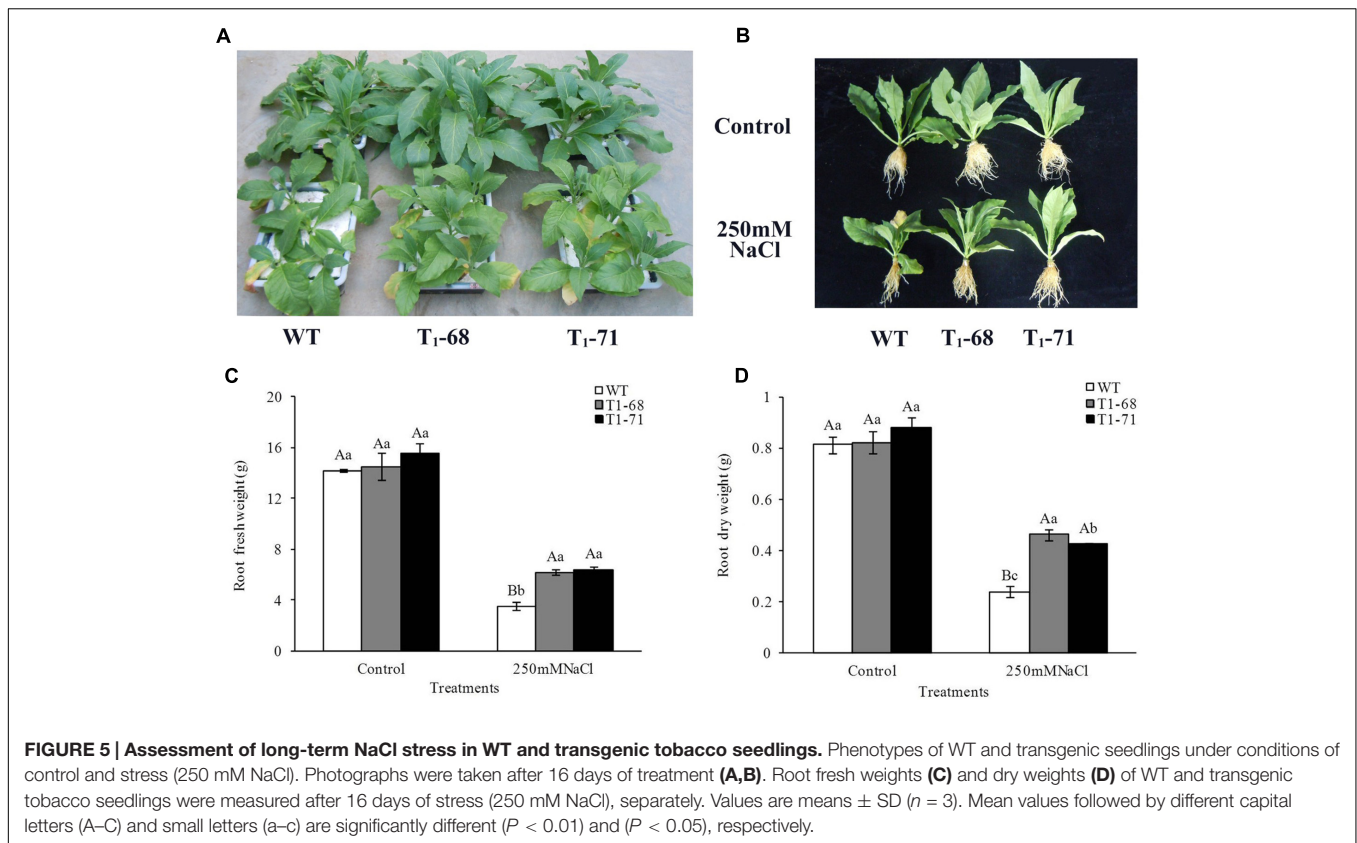 A
B
Control
250mM
NaCl
WT
T₁-68
T₁-71
WT
T₁-68
T₁-71
C
20
16
12
8
4
0
Root fresh weight (g)
WT
T1-68
T1-71
Aa
Aa
Aa
Bb
Aa
Aa
Control
250mMNaCl
Treatments
D
1
0.8
0.6
0.4
0.2
0
Root dry weight (g)
WT
T1-68
T1-71
Aa
Aa
Aa
Bc
Aa
Ab
Control
250mMNaCl
Treatments
FIGURE 5 | Assessment of long-term NaCl stress in WT and transgenic tobacco seedlings. Phenotypes of WT and transgenic seedlings under conditions of
control and stress (250 mM NaCl). Photographs were taken after 16 days of treatment (A,B). Root fresh weights (C) and dry weights (D) of WT and transgenic
tobacco seedlings were measured after 16 days of stress (250 mM NaCl), separately. Values are means ± SD (n = 3). Mean values followed by different capital
letters (A–C) and small letters (a–c) are significantly different (P < 0.01) and (P < 0.05), respectively.